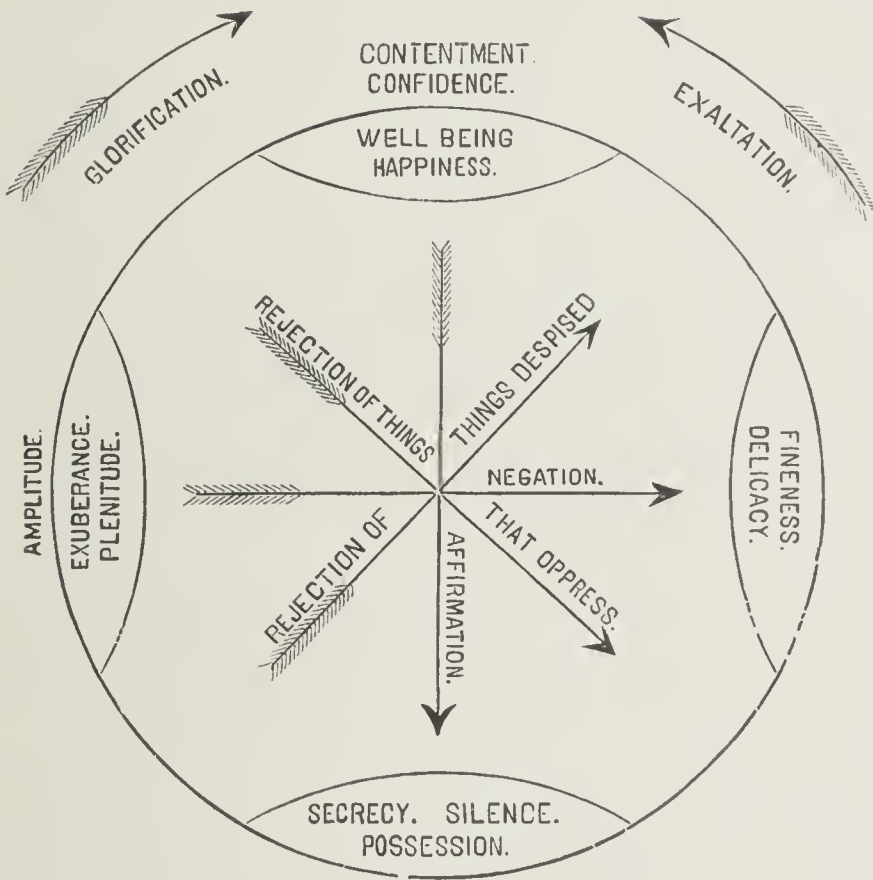 GLORIFICATION.
CONTENTMENT.
CONFIDENCE.
EXALTATION.
WELL BEING
HAPPINESS.
REJECTION OF THINGS
THAT OPPRESS.
REJECTION OF
THINGS DESPISED
NEGATION.
AFFIRMATION.
AMPLITUDE.
EXUBERANCE.
PLENITUDE.
FINENESS.
DELICACY.
SECRECY. SILENCE.
POSSESSION.